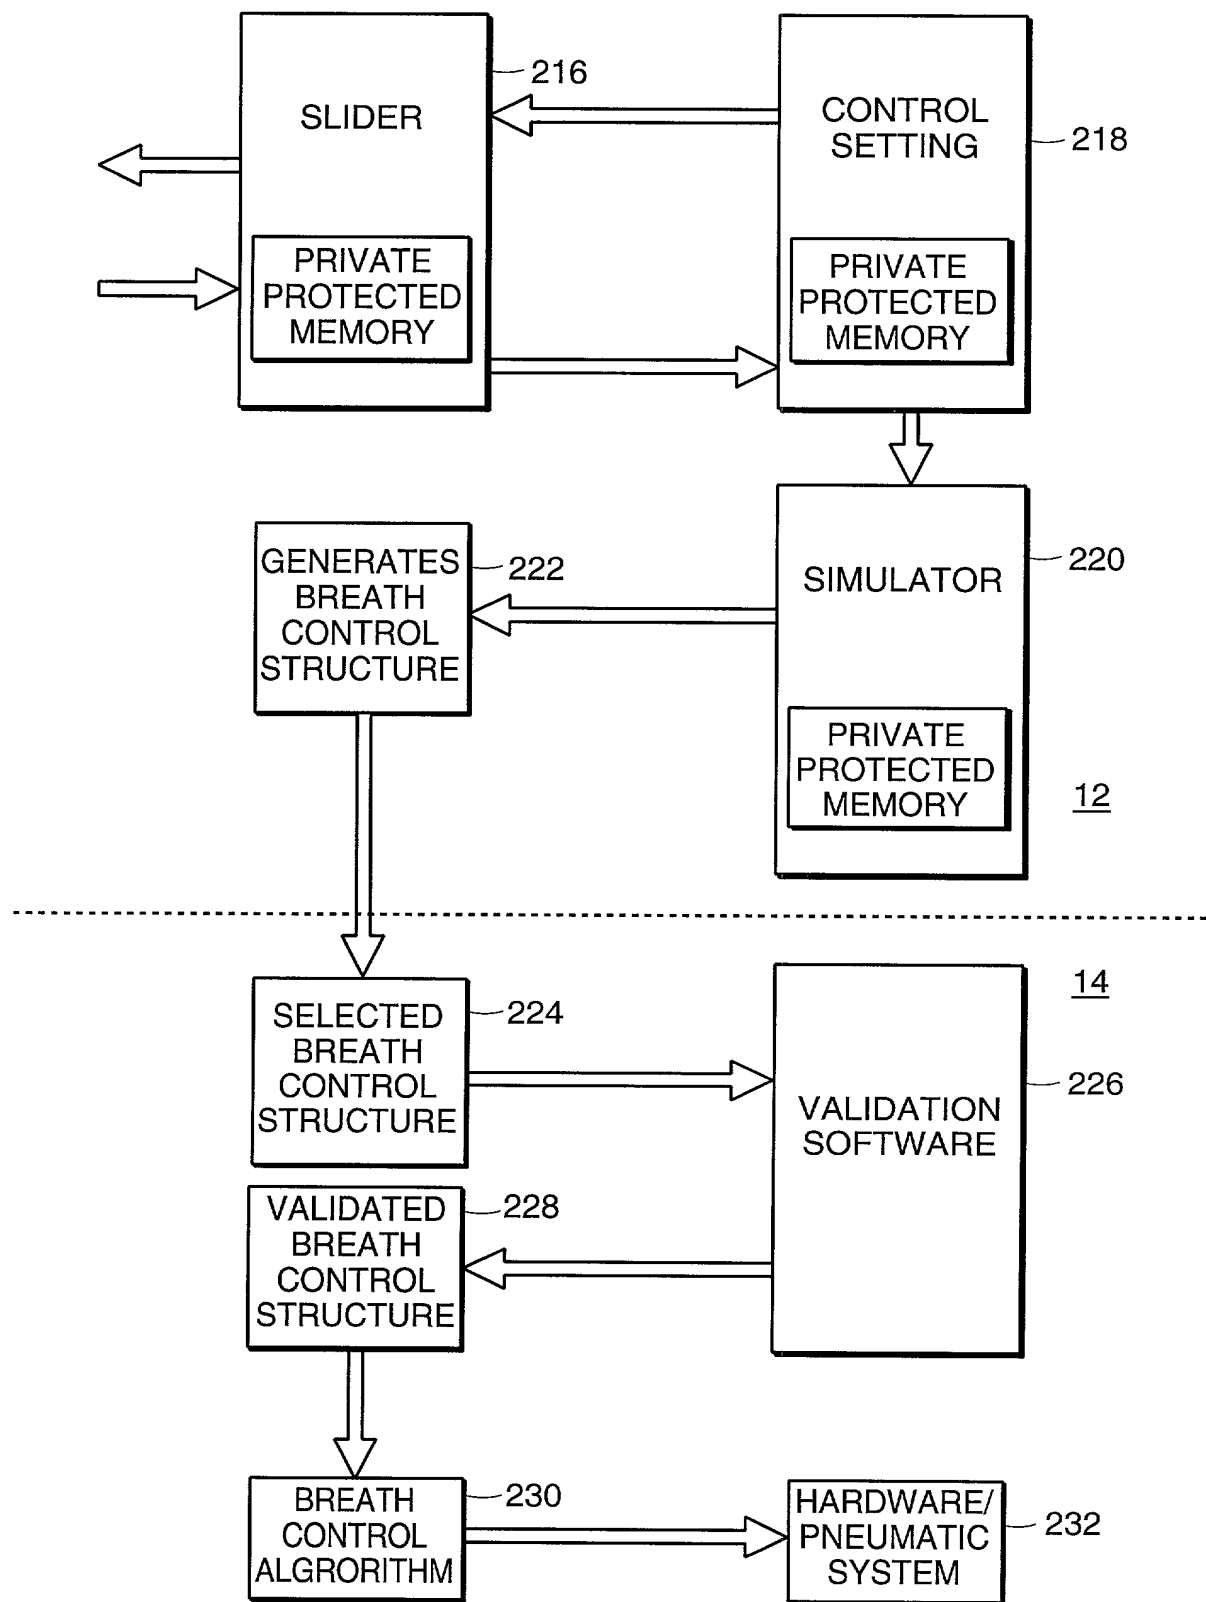 SLIDER
216
PRIVATE
PROTECTED
MEMORY
CONTROL
SETTING
218
PRIVATE
PROTECTED
MEMORY
GENERATES
BREATH
CONTROL
STRUCTURE
222
SIMULATOR
220
PRIVATE
PROTECTED
MEMORY
12
14
SELECTED
BREATH
CONTROL
STRUCTURE
224
VALIDATION
SOFTWARE
226
VALIDATED
BREATH
CONTROL
STRUCTURE
228
BREATH
CONTROL
ALGRORITHM
230
HARDWARE/
PNEUMATIC
SYSTEM
232